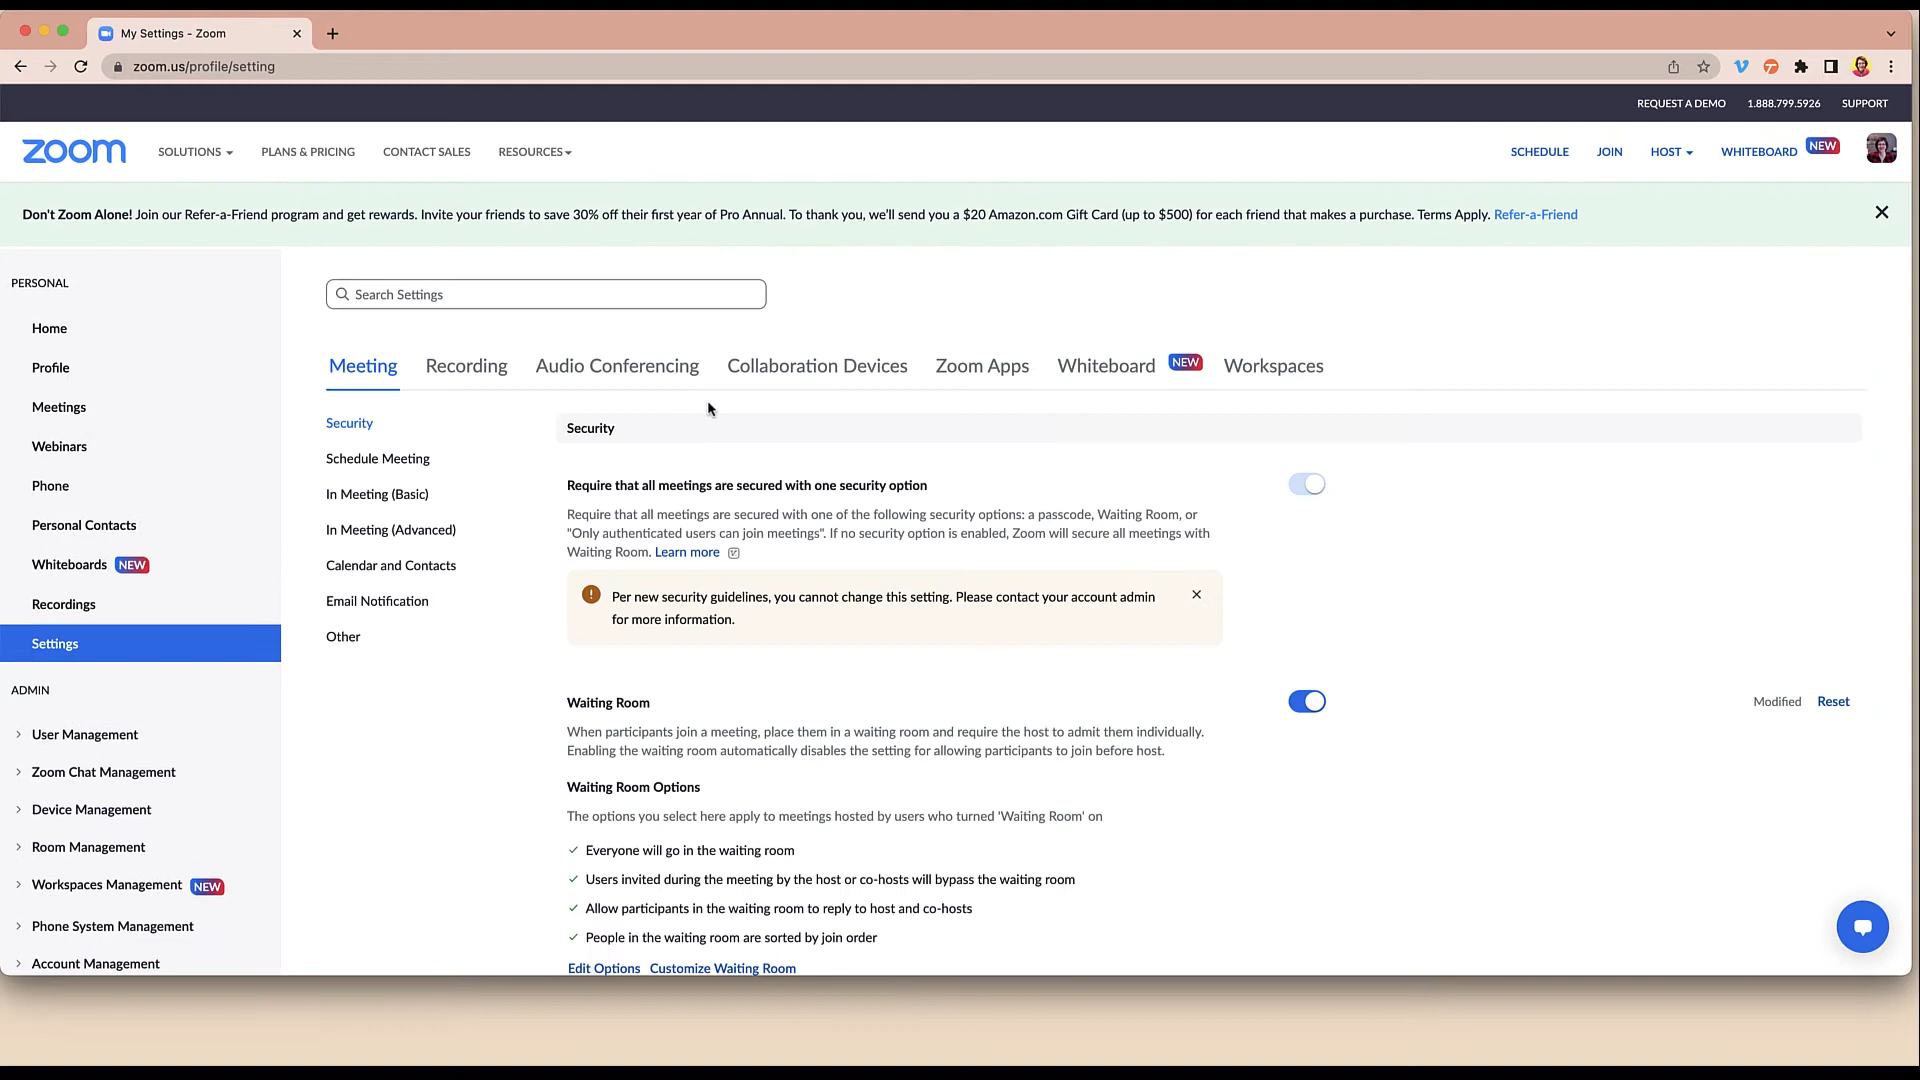 My Settings - Zoom
zoom.us/profile/setting
REQUEST A DEMO 1.888.799.5926 SUPPORT
zoom SOLUTIONS PLANS & PRICING CONTACT SALES RESOURCES SCHEDULE JOIN HOST WHITEBOARD NEW
Don't Zoom Alone! Join our Refer-a-Friend program and get rewards. Invite your friends to save 30% off their first year of Pro Annual. To thank you, we'll send you a $20 Amazon.com Gift Card (up to $500) for each friend that makes a purchase. Terms Apply. Refer-a-Friend
PERSONAL
Home
Profile
Meetings
Webinars
Phone
Personal Contacts
Whiteboards NEW
Recordings
Settings
ADMIN
User Management
Zoom Chat Management
Device Management
Room Management
Workspaces Management NEW
Phone System Management
Account Management
Search Settings
Meeting Recording Audio Conferencing Collaboration Devices Zoom Apps Whiteboard NEW Workspaces
Security
Schedule Meeting
In Meeting (Basic)
In Meeting (Advanced)
Calendar and Contacts
Email Notification
Other
Security
Require that all meetings are secured with one security option
Require that all meetings are secured with one of the following security options: a passcode, Waiting Room, or
"Only authenticated users can join meetings". If no security option is enabled, Zoom will secure all meetings with
Waiting Room. Learn more
Per new security guidelines, you cannot change this setting. Please contact your account admin
for more information.
Waiting Room Modified Reset
When participants join a meeting, place them in a waiting room and require the host to admit them individually.
Enabling the waiting room automatically disables the setting for allowing participants to join before host.
Waiting Room Options
The options you select here apply to meetings hosted by users who turned 'Waiting Room' on
Everyone will go in the waiting room
Users invited during the meeting by the host or co-hosts will bypass the waiting room
Allow participants in the waiting room to reply to host and co-hosts
People in the waiting room are sorted by join order
Edit Options Customize Waiting Room